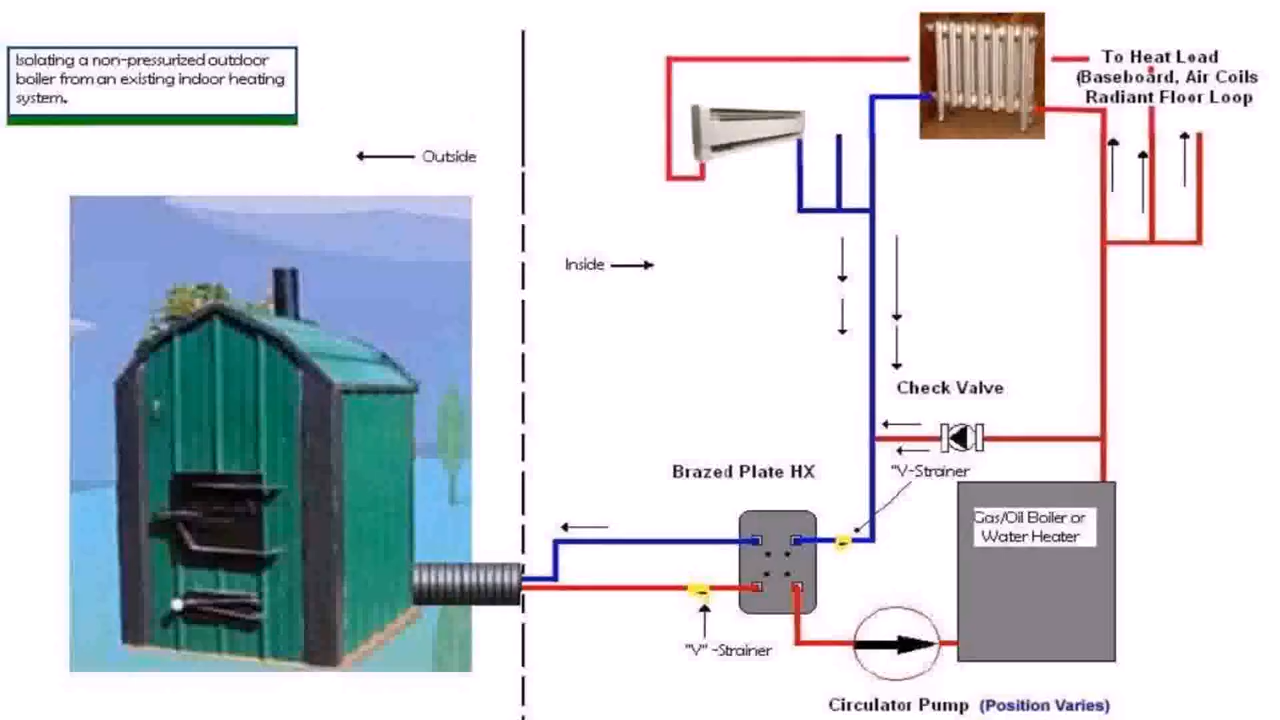 Isolating a non-pressurized outdoor
boiler from an existing indoor heating
system.
To Heat Load
(Baseboard, Air Coils
Radiant Floor Loop
Outside
Inside
Check Valve
Brazed Plate HX
"V-Strainer
Gas/Oil Boiler or
Water Heater
"V" -Strainer
Circulator Pump (Position Varies)